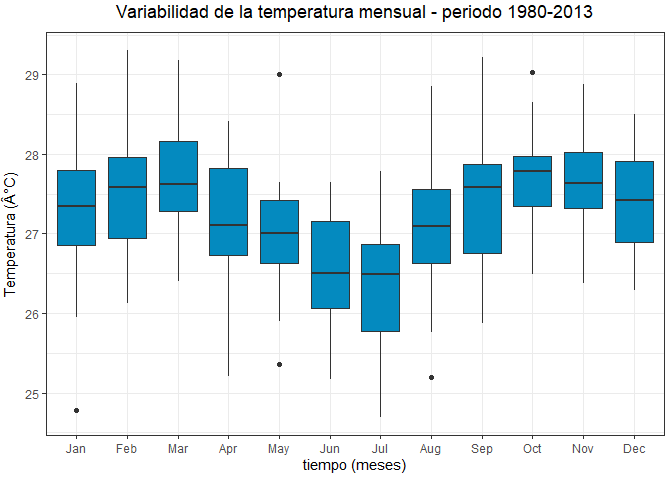 Variabilidad de la temperatura mensual - periodo 1980-2013
Temperatura (Â°C)
29
28
27
26
25
Jan Feb Mar Apr May Jun Jul Aug Sep Oct Nov Dec
tiempo (meses)